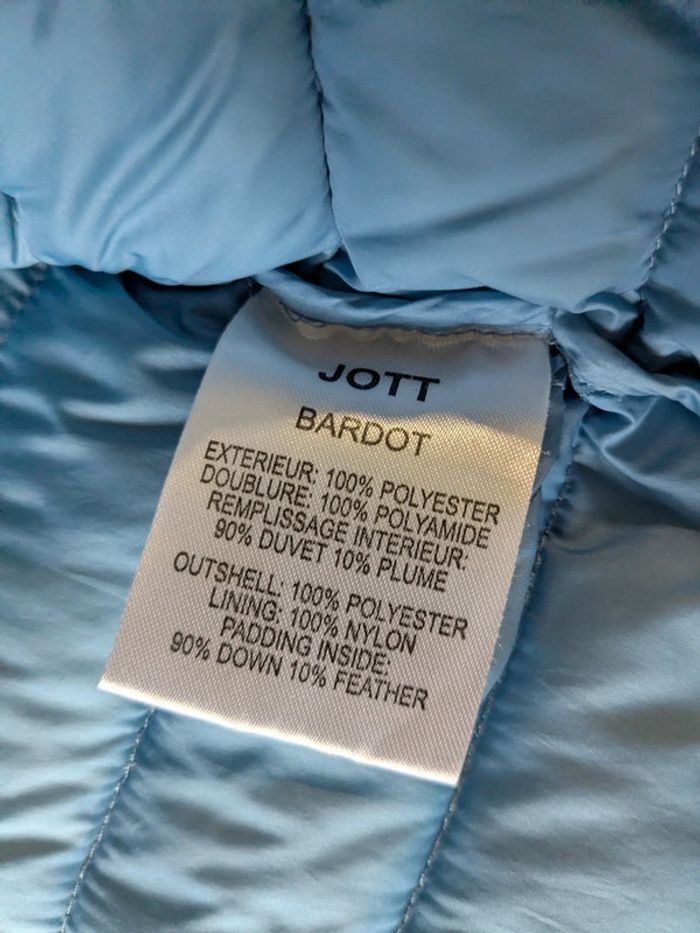 JOTT
BARDOT
EXTERIEUR: 100% POLYESTER
DOUBLURE: 100% POLYAMIDE
REMPLISSAGE INTERIEUR:
90% DUVET 10% PLUME
OUTSHELL: 100% POLYESTER
LINING: 100% NYLON
PADDING INSIDE:
90% DOWN 10% FEATHER